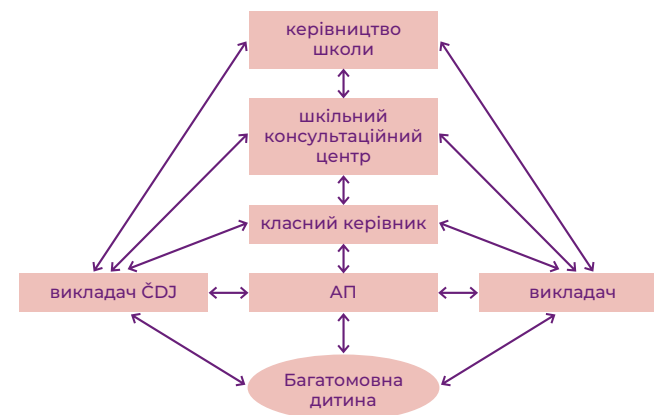 керівництво
школи
шкільний
консультаційний
центр
класний керівник
викладач ČDJ
АП
викладач
Багатомовна
дитина